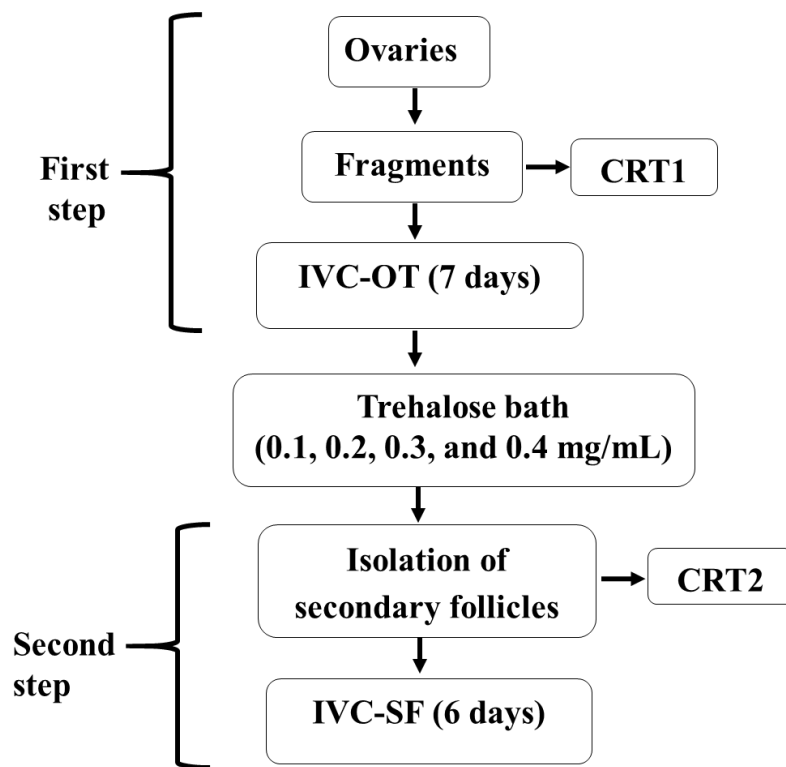 Ovaries
First
step
Fragments
CRT1
IVC-OT (7 days)
Trehalose bath
(0.1, 0.2, 0.3, and 0.4 mg/mL)
Second
step
Isolation of
secondary follicles
CRT2
IVC-SF (6 days)